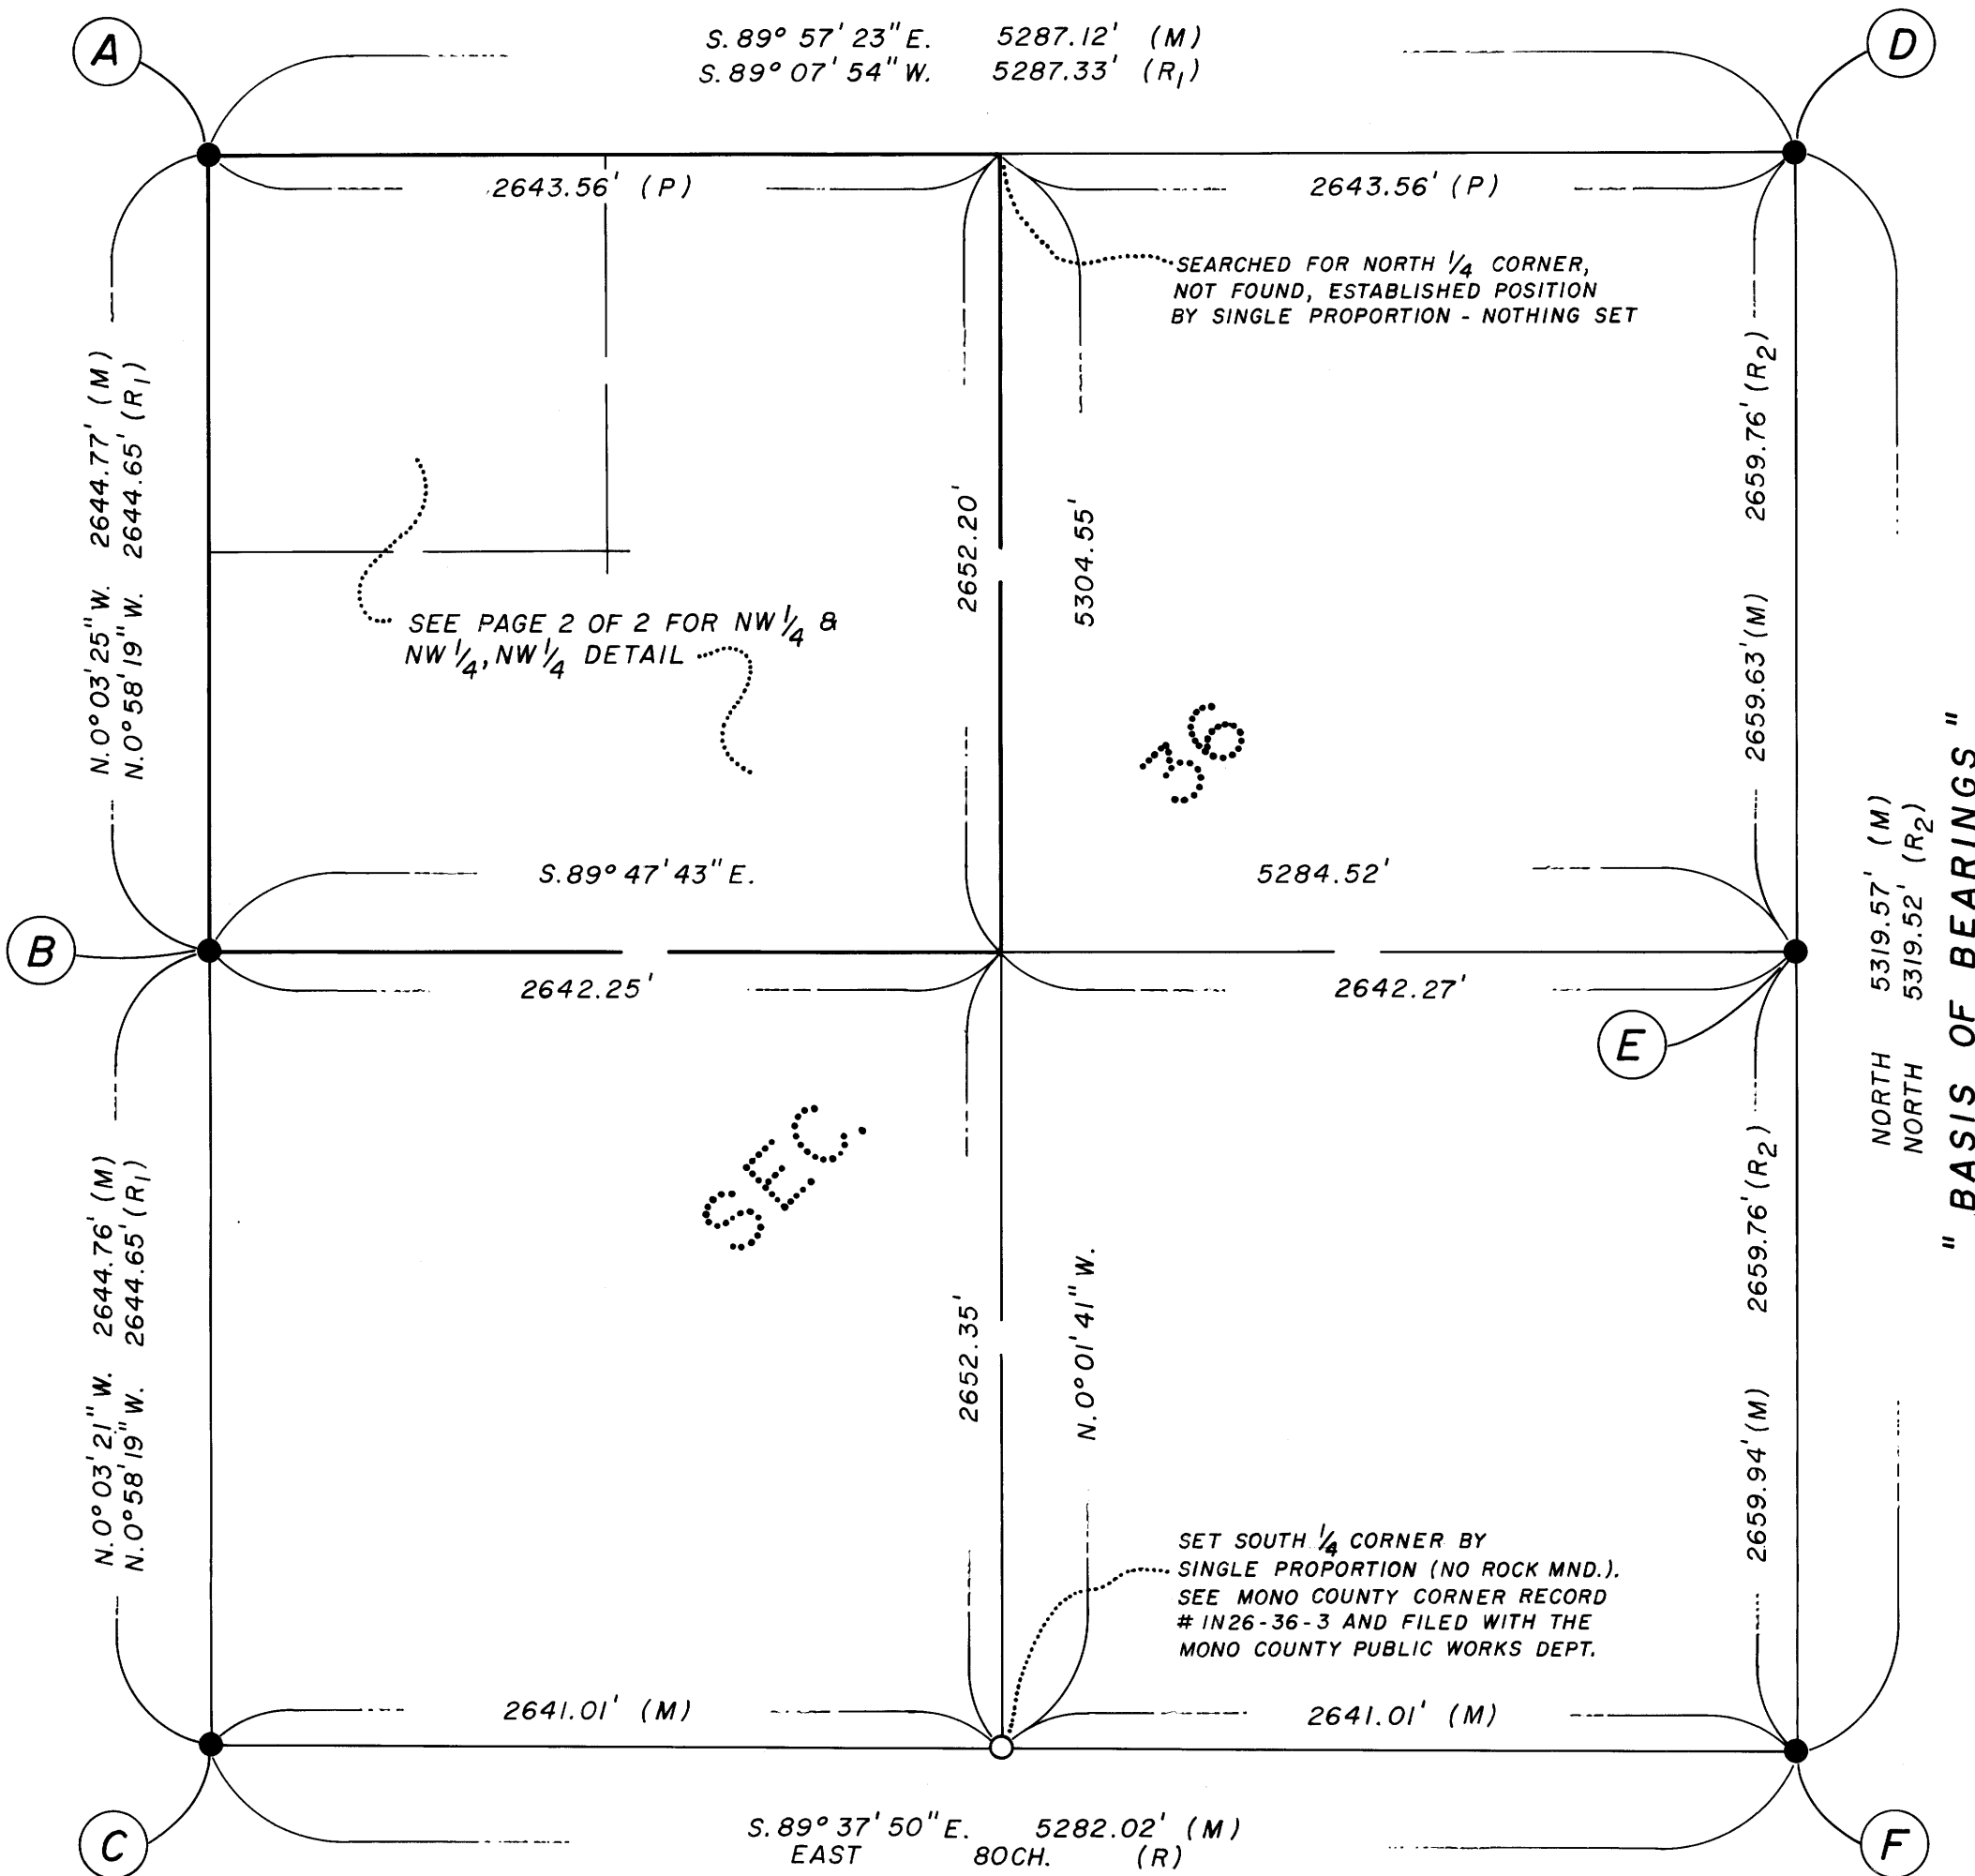 A
S. 89° 57' 23" E. 5287.12' (M)
S. 89° 07' 54" W. 5287.33' (R1)
D
2643.56' (P)
2643.56' (P)
SEARCHED FOR NORTH 1/4 CORNER,
NOT FOUND, ESTABLISHED POSITION
BY SINGLE PROPORTION - NOTHING SET
N. 0° 03' 25" W. 2644.77' (M)
N. 0° 58' 19" W. 2644.65' (R1)
2652.20'
5304.55'
2659.76' (R2)
2659.63' (M)
SEE PAGE 2 OF 2 FOR NW 1/4 &
NW 1/4, NW 1/4 DETAIL
36
NORTH 5319.57' (M)
NORTH 5319.52' (R2)
" BASIS OF BEARINGS "
S. 89° 47' 43" E.
5284.52'
B
2642.25'
2642.27'
E
SEC.
N. 0° 03' 21" W. 2644.76' (M)
N. 0° 58' 19" W. 2644.65' (R1)
2652.35'
N. 0° 01' 41" W.
2659.76' (R2)
2659.94' (M)
SET SOUTH 1/4 CORNER BY
SINGLE PROPORTION (NO ROCK MND.).
SEE MONO COUNTY CORNER RECORD
# 1N26-36-3 AND FILED WITH THE
MONO COUNTY PUBLIC WORKS DEPT.
2641.01' (M)
2641.01' (M)
C
S. 89° 37' 50" E. 5282.02' (M)
EAST 80CH. (R)
F